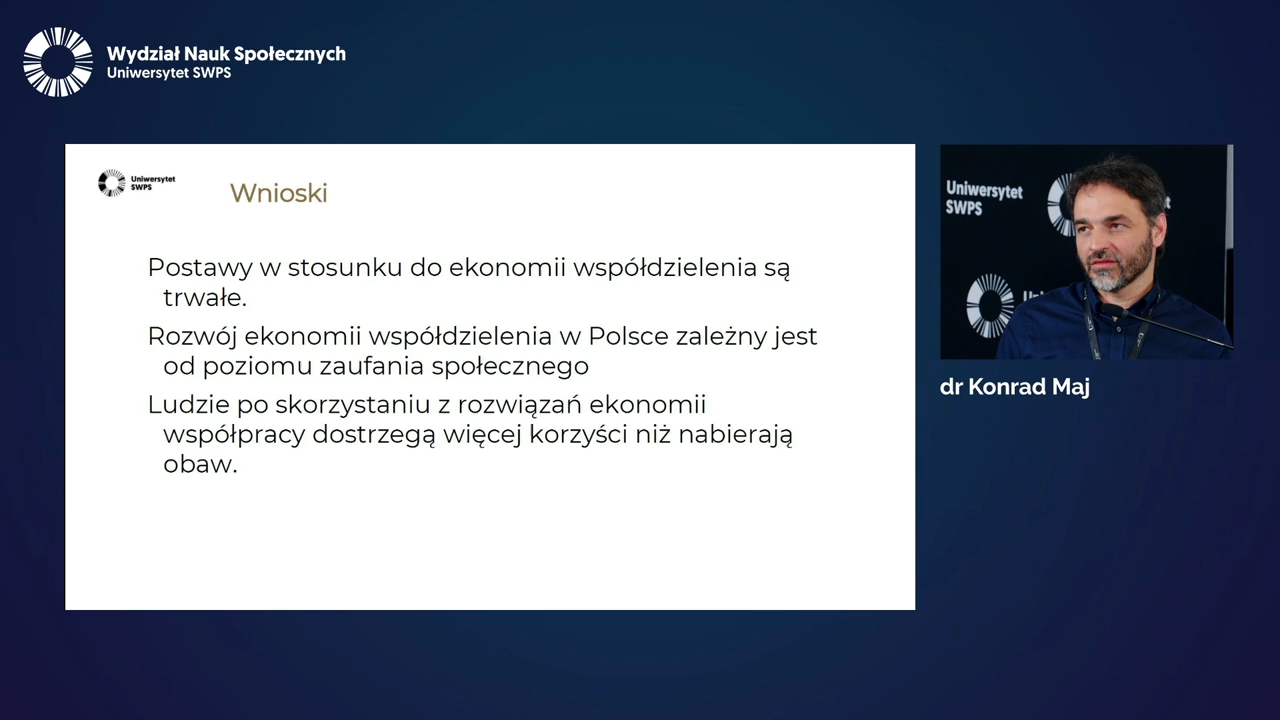 Wydział Nauk Społecznych
Uniwersytet SWPS
Uniwersytet
SWPS
Wnioski
Postawy w stosunku do ekonomii współdzielenia są
trwałe.
Rozwój ekonomii współdzielenia w Polsce zależny jest
od poziomu zaufania społecznego
Ludzie po skorzystaniu z rozwiązań ekonomii
współpracy dostrzegą więcej korzyści niż nabierają
obaw.
Uniwersytet
SWPS
dr Konrad Maj